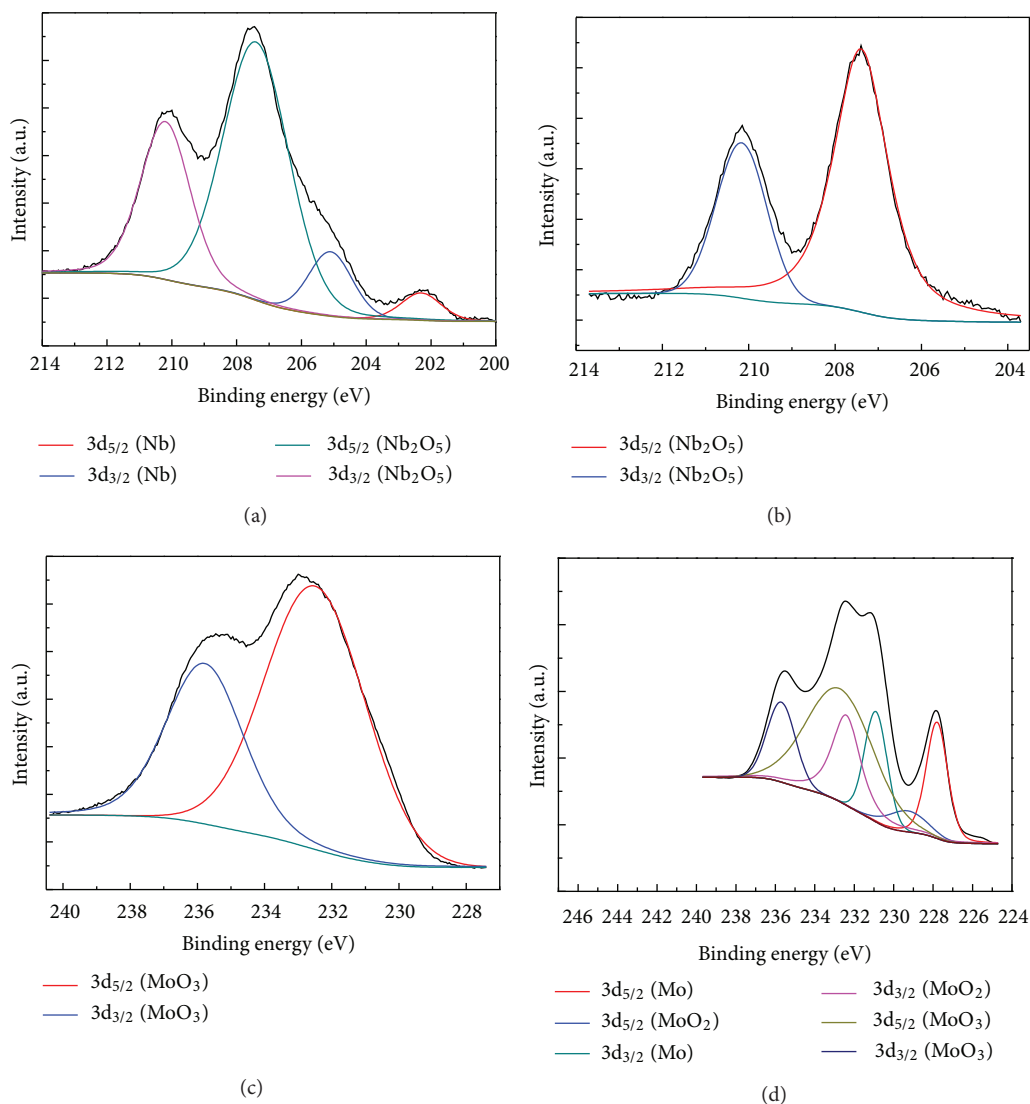 Intensity (a.u.)
214 212 210 208 206 204 202 200
Binding energy (eV)
3d5/2 (Nb) 3d5/2 (Nb2O5)
3d3/2 (Nb) 3d3/2 (Nb2O5)
(a)
Intensity (a.u.)
214 212 210 208 206 204
Binding energy (eV)
3d5/2 (Nb2O5)
3d3/2 (Nb2O5)
(b)
Intensity (a.u.)
240 238 236 234 232 230 228
Binding energy (eV)
3d5/2 (MoO3)
3d3/2 (MoO3)
(c)
Intensity (a.u.)
246 244 242 240 238 236 234 232 230 228 226 224
Binding energy (eV)
3d5/2 (Mo) 3d3/2 (MoO2)
3d5/2 (MoO2) 3d5/2 (MoO3)
3d3/2 (Mo) 3d3/2 (MoO3)
(d)